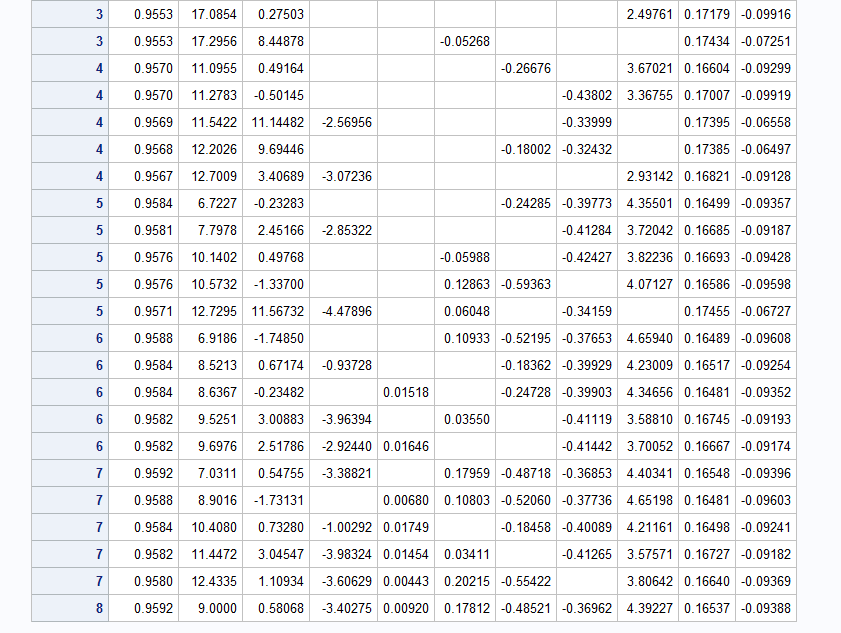 3 0.9553 17.0854 0.27503 2.49761 0.17179 -0.09916
3 0.9553 17.2956 8.44878 -0.05268 0.17434 -0.07251
4 0.9570 11.0955 0.49164 -0.26676 3.67021 0.16604 -0.09299
4 0.9570 11.2783 -0.50145 -0.43802 3.36755 0.17007 -0.09919
4 0.9569 11.5422 11.14482 -2.56956 -0.33999 0.17395 -0.06558
4 0.9568 12.2026 9.69446 -0.18002 -0.32432 0.17385 -0.06497
4 0.9567 12.7009 3.40689 -3.07236 2.93142 0.16821 -0.09128
5 0.9584 6.7227 -0.23283 -0.24285 -0.39773 4.35501 0.16499 -0.09357
5 0.9581 7.7978 2.45166 -2.85322 -0.41284 3.72042 0.16685 -0.09187
5 0.9576 10.1402 0.49768 -0.05988 -0.42427 3.82236 0.16693 -0.09428
5 0.9576 10.5732 -1.33700 0.12863 -0.59363 4.07127 0.16586 -0.09598
5 0.9571 12.7295 11.56732 -4.47896 0.06048 -0.34159 0.17455 -0.06727
6 0.9588 6.9186 -1.74850 0.10933 -0.52195 -0.37653 4.65940 0.16489 -0.09608
6 0.9584 8.5213 0.67174 -0.93728 -0.18362 -0.39929 4.23009 0.16517 -0.09254
6 0.9584 8.6367 -0.23482 0.01518 -0.24728 -0.39903 4.34656 0.16481 -0.09352
6 0.9582 9.5251 3.00883 -3.96394 0.03550 -0.41119 3.58810 0.16745 -0.09193
6 0.9582 9.6976 2.51786 -2.92440 0.01646 -0.41442 3.70052 0.16667 -0.09174
7 0.9592 7.0311 0.54755 -3.38821 0.17959 -0.48718 -0.36853 4.40341 0.16548 -0.09396
7 0.9588 8.9016 -1.73131 0.00680 0.10803 -0.52060 -0.37736 4.65198 0.16481 -0.09603
7 0.9584 10.4080 0.73280 -1.00292 0.01749 -0.18458 -0.40089 4.21161 0.16498 -0.09241
7 0.9582 11.4472 3.04547 -3.98324 0.01454 0.03411 -0.41265 3.57571 0.16727 -0.09182
7 0.9580 12.4335 1.10934 -3.60629 0.00443 0.20215 -0.55422 3.80642 0.16640 -0.09369
8 0.9592 9.0000 0.58068 -3.40275 0.00920 0.17812 -0.48521 -0.36962 4.39227 0.16537 -0.09388